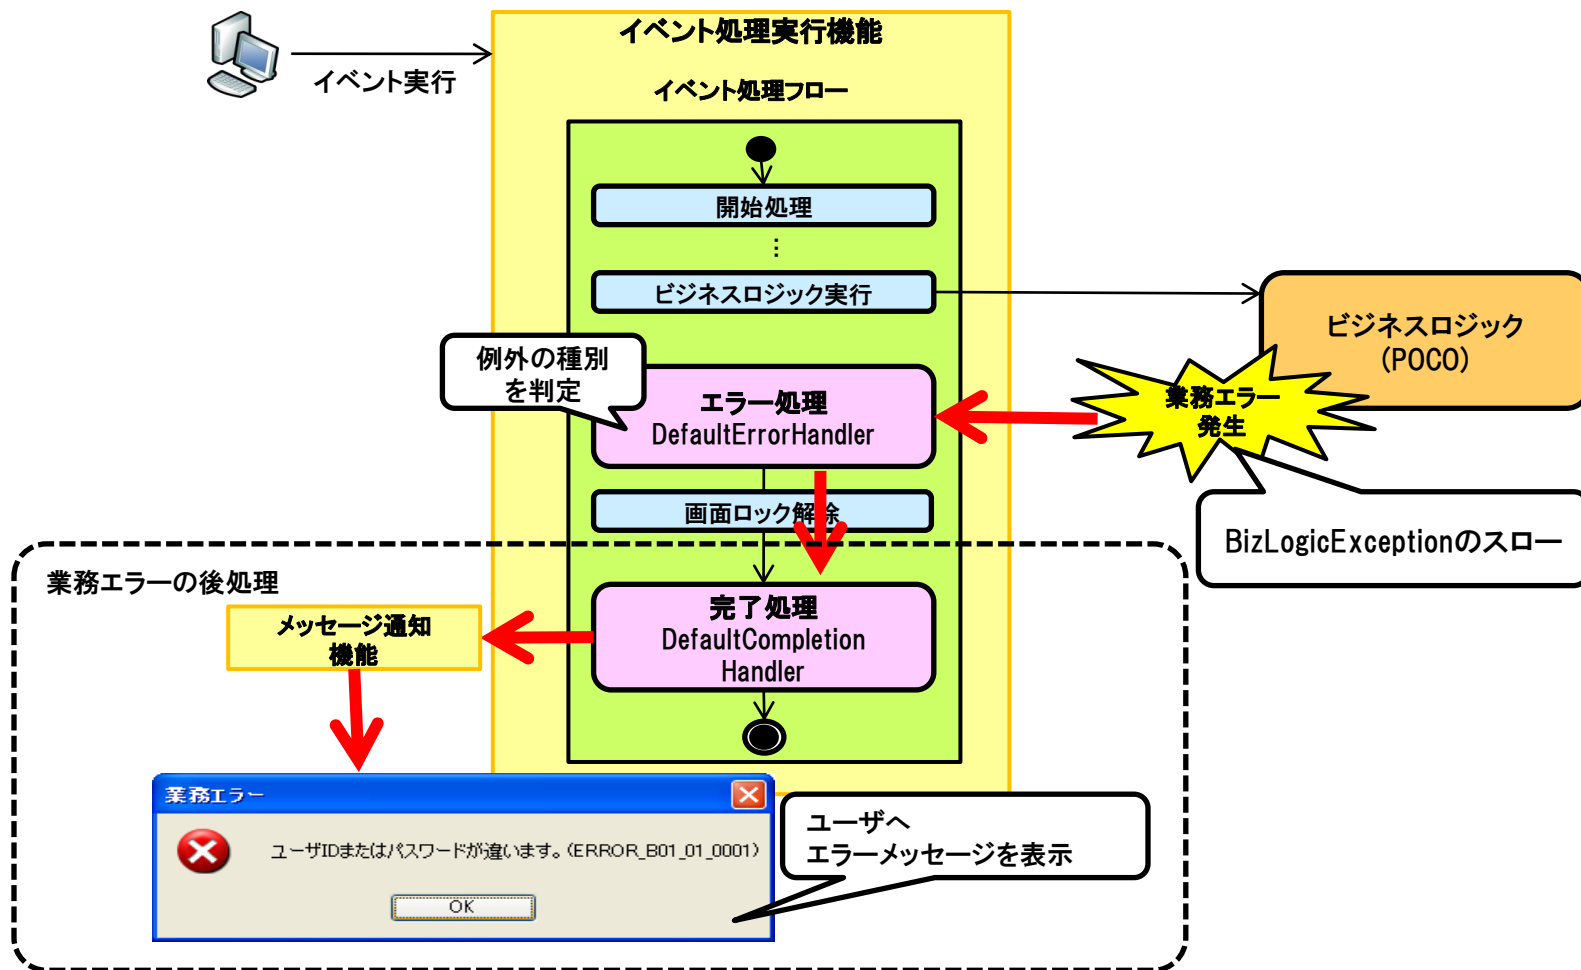 イベント処理実行機能
イベント実行
イベント処理フロー
開始処理
…
ビジネスロジック実行
ビジネスロジック
(POCO)
例外の種別
を判定
エラー処理
DefaultErrorHandler
業務エラー
発生
画面ロック解除
BizLogicExceptionのスロー
業務エラーの後処理
完了処理
DefaultCompletion
Handler
メッセージ通知
機能
業務エラー
ユーザIDまたはパスワードが違います。(ERROR_B01_01_0001)
OK
ユーザへ
エラーメッセージを表示